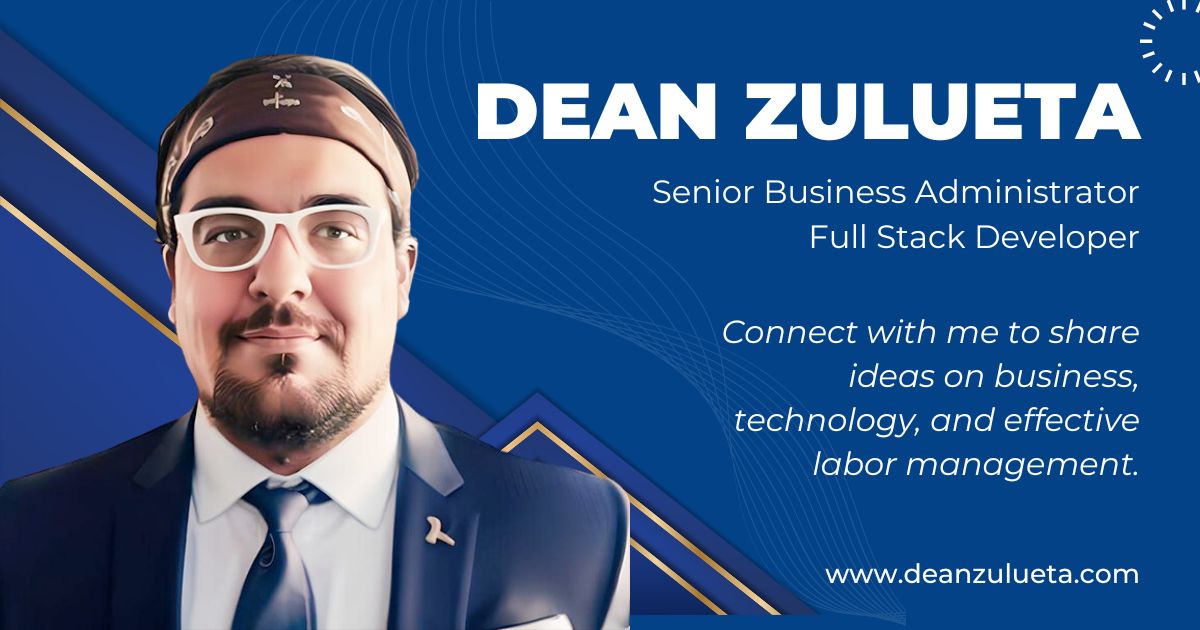 DEAN ZULUETA
Senior Business Administrator
Full Stack Developer
Connect with me to share
ideas on business,
technology, and effective
labor management.
www.deanzulueta.com